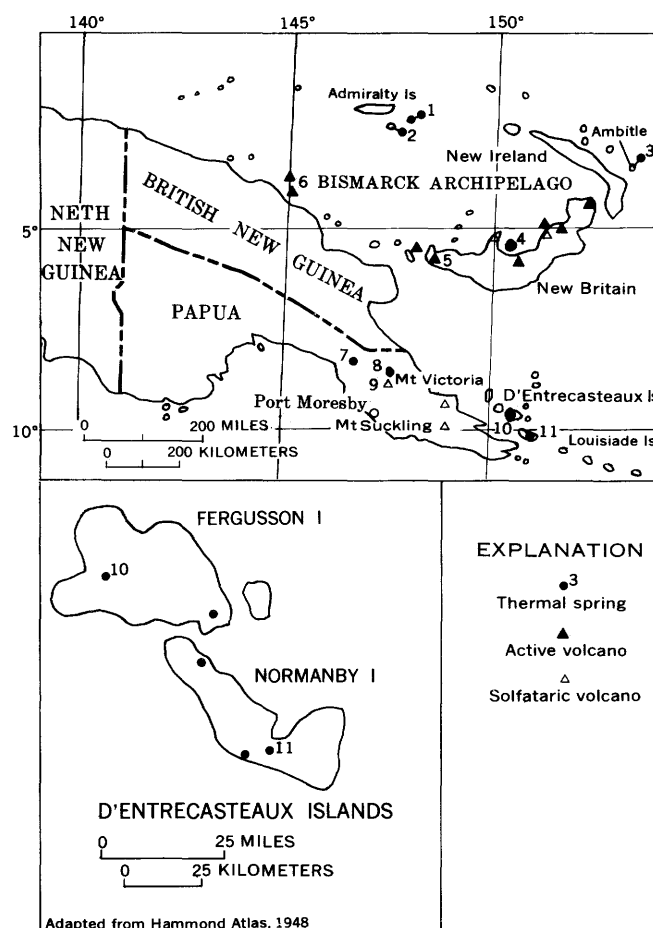 140°
145°
150°
Admiralty Is
1
2
Ambitle
3
New Ireland
6 BISMARCK ARCHIPELAGO
BRITISH NEW GUINEA
NETH
NEW
GUINEA
5°
4
5
New Britain
PAPUA
7
8
9
Mt Victoria
D'Entrecasteaux Is
Port Moresby
Mt Suckling
10
11
Louisiade Is
10°
0 200 MILES
0 200 KILOMETERS
FERGUSSON I
10
NORMANBY I
11
D'ENTRECASTEAUX ISLANDS
0 25 MILES
0 25 KILOMETERS
Adapted from Hammond Atlas, 1948
EXPLANATION
3
Thermal spring
Active volcano
Solfataric volcano